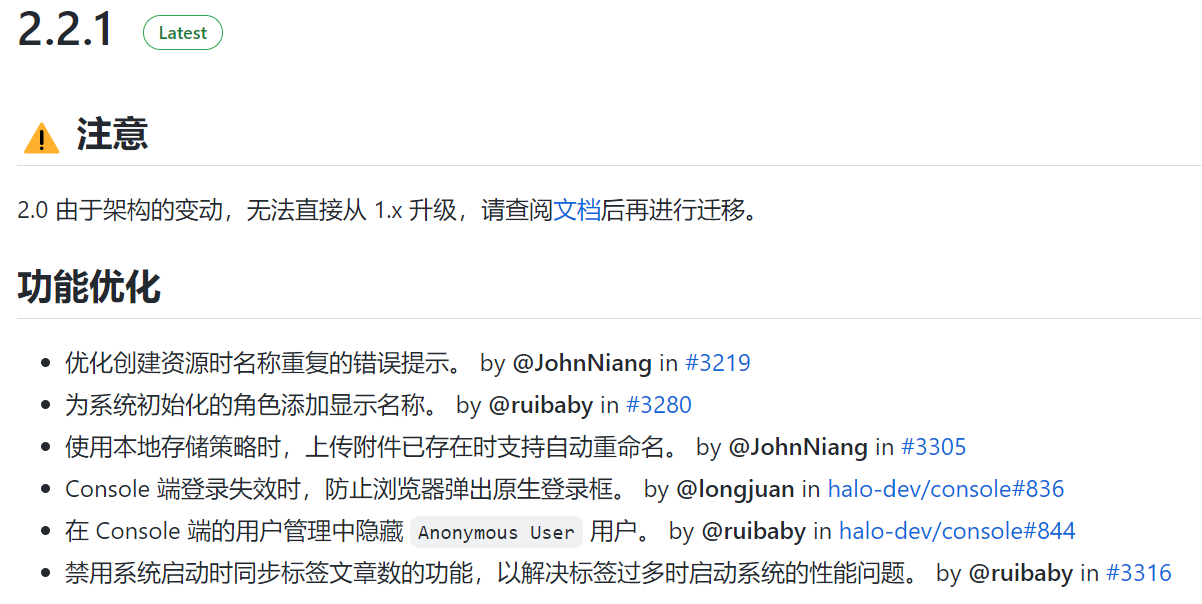 2.2.1 Latest
⚠️ 注意
2.0 由于架构的变动，无法直接从 1.x 升级，请查阅文档后再进行迁移。
功能优化
• 优化创建资源时名称重复的错误提示。 by @JohnNiang in #3219
• 为系统初始化的角色添加显示名称。 by @ruibaby in #3280
• 使用本地存储策略时，上传附件已存在时支持自动重命名。 by @JohnNiang in #3305
• Console 端登录失效时，防止浏览器弹出原生登录框。 by @longjuan in halo-dev/console#836
• 在 Console 端的用户管理中隐藏 Anonymous User 用户。 by @ruibaby in halo-dev/console#844
• 禁用系统启动时同步标签文章数的功能，以解决标签过多时启动系统的性能问题。 by @ruibaby in #3316